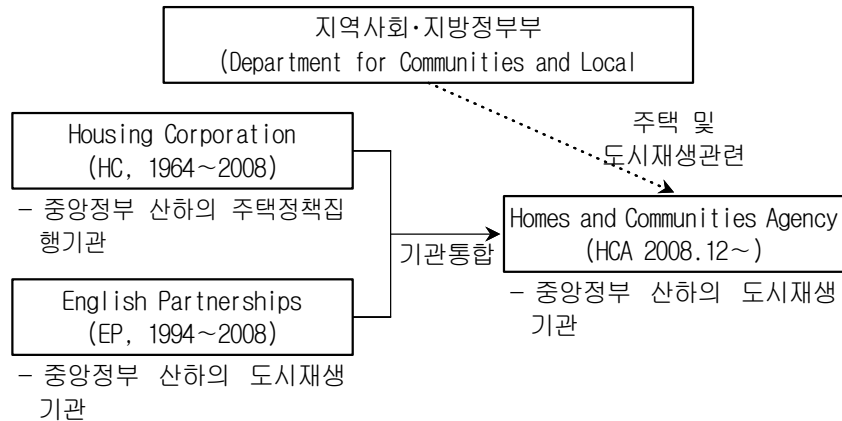 지역사회·지방정부부
(Department for Communities and Local
주택 및
도시재생관련
Housing Corporation
(HC, 1964~2008)
- 중앙정부 산하의 주택정책집
행기관
기관통합
Homes and Communities Agency
(HCA 2008.12~)
- 중앙정부 산하의 도시재생
기관
English Partnerships
(EP, 1994~2008)
- 중앙정부 산하의 도시재생
기관